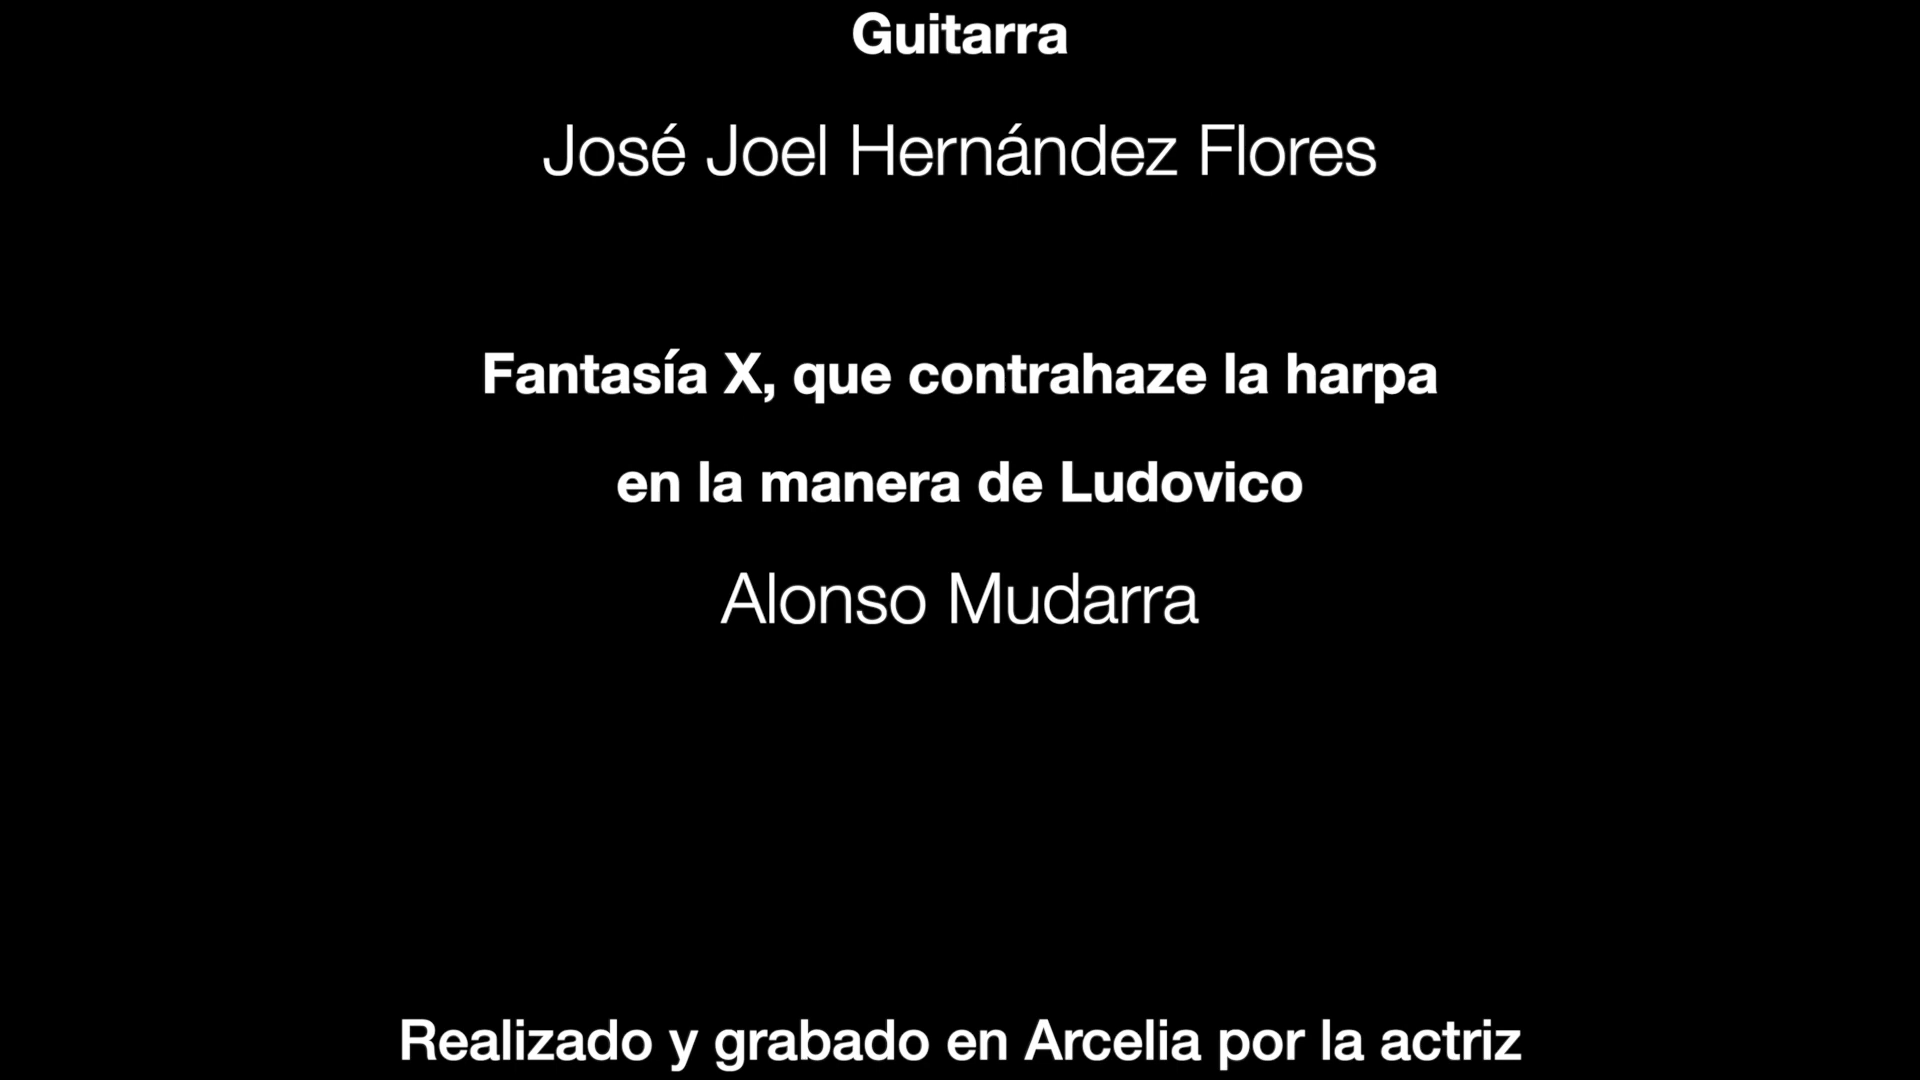 Guitarra
José Joel Hernández Flores
Fantasía X, que contrahaze la harpa
en la manera de Ludovico
Alonso Mudarra
Realizado y grabado en Arcelia por la actriz